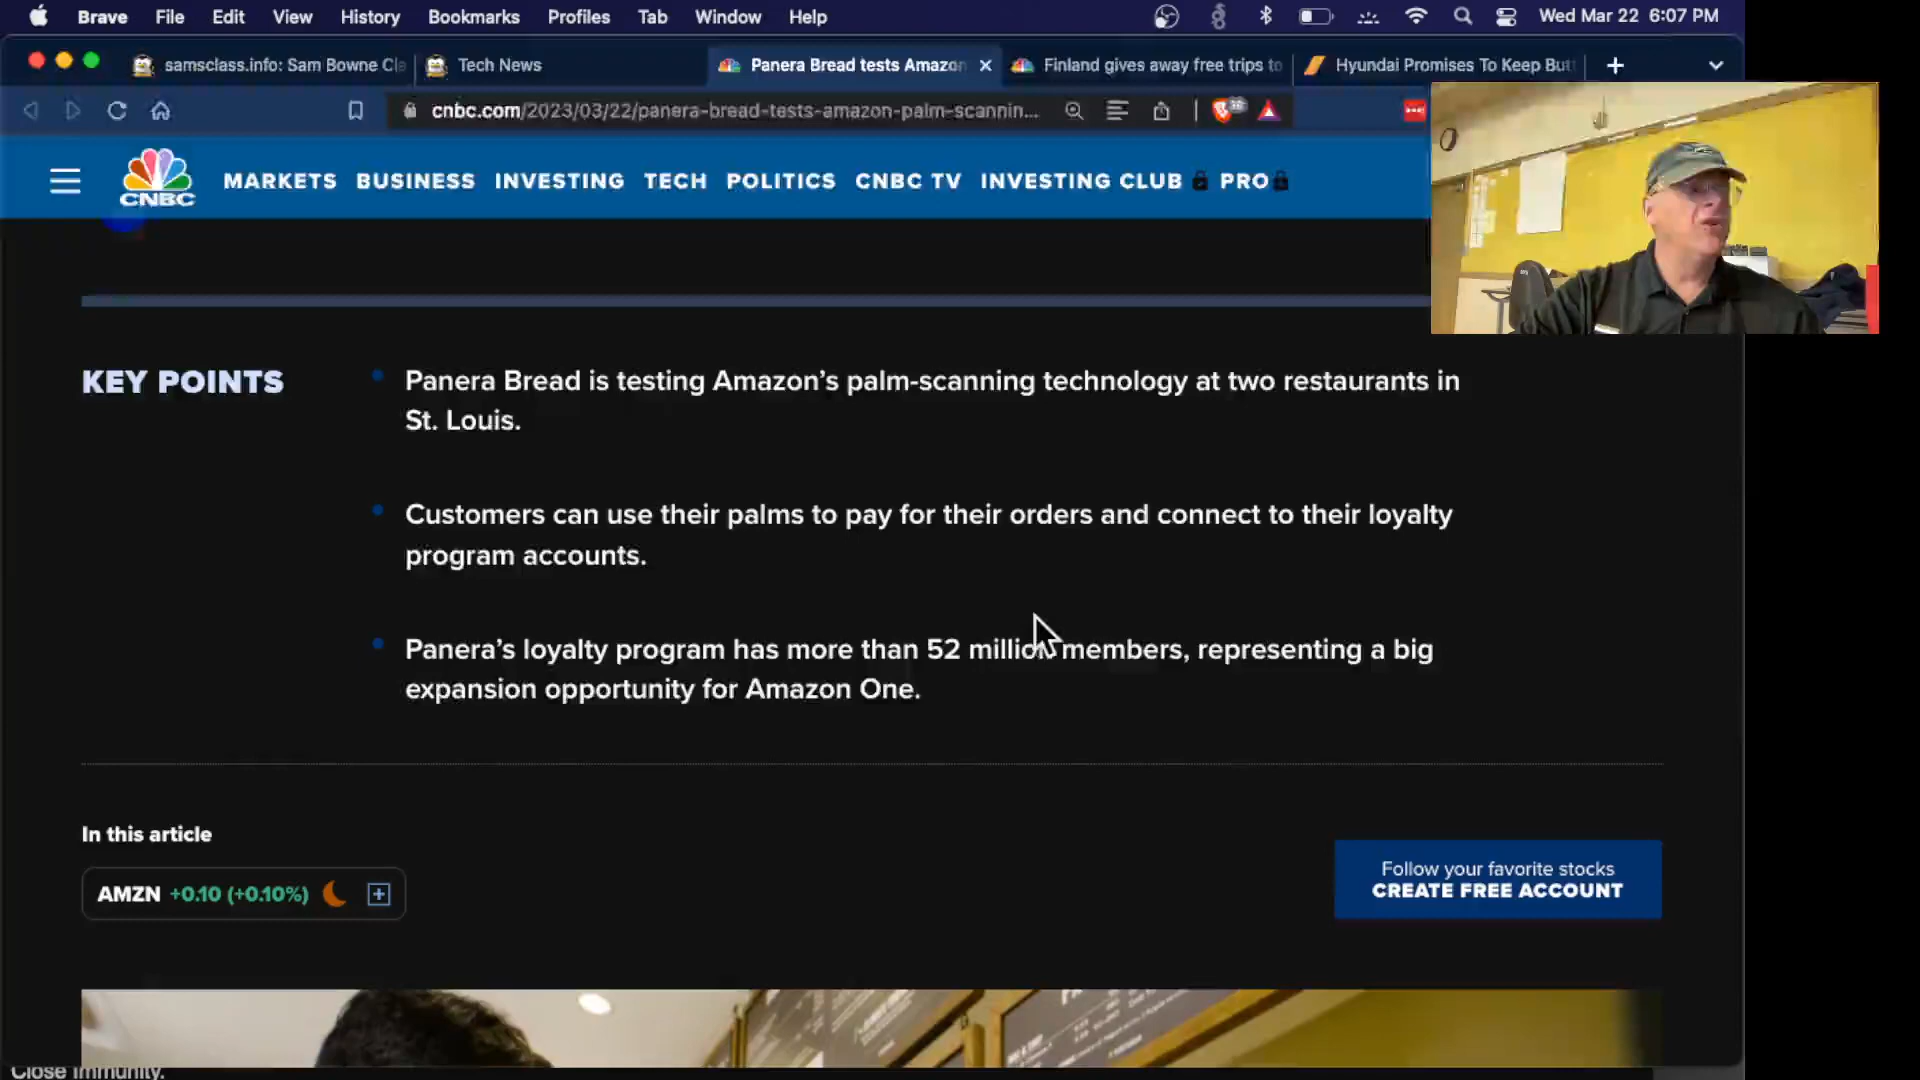 Brave File Edit View History Bookmarks Profiles Tab Window Help Wed Mar 22 6:07 PM
samsclass.info: Sam Bowne Cl Tech News Panera Bread tests Amazon Finland gives away free trips to Hyundai Promises To Keep But
cnbc.com/2023/03/22/panera-bread-tests-amazon-palm-scannin...
CNBC MARKETS BUSINESS INVESTING TECH POLITICS CNBC TV INVESTING CLUB PRO
KEY POINTS
Panera Bread is testing Amazon’s palm-scanning technology at two restaurants in
St. Louis.
Customers can use their palms to pay for their orders and connect to their loyalty
program accounts.
Panera’s loyalty program has more than 52 million members, representing a big
expansion opportunity for Amazon One.
In this article
AMZN +0.10 (+0.10%)
Follow your favorite stocks
CREATE FREE ACCOUNT
Close Immunity.